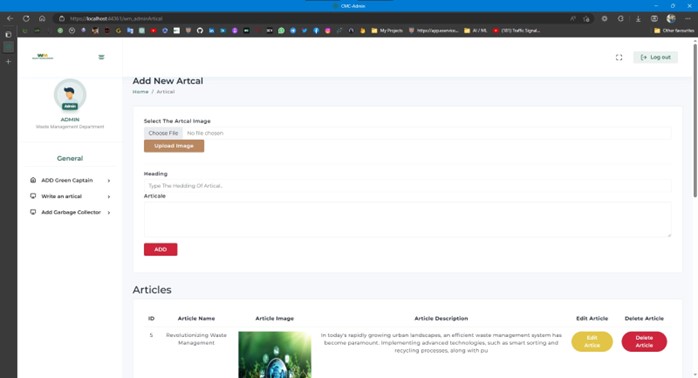 CMC-Admin
https://localhost:44361/wm_adminArtical
My Projects
AI / ML
(101) Traffic Signal...
Other favourites
Log out
Admin
ADMIN
Waste Management Department
General
ADD Green Captain
Write an artical
Add Garbage Collector
Add New Artcal
Home / Artical
Select The Artcal Image
Choose File No file chosen
Upload Image
Heading
Type The Hedding Of Artical..
Articale
ADD
Articles
ID Article Name Article Image Article Description Edit Article Delete Article
5 Revolutionizing Waste Management
In today's rapidly growing urban landscapes, an efficient waste management system has
become paramount. Implementing advanced technologies, such as smart sorting and
recycling processes, along with pu
Edit
Artice
Delete
Article